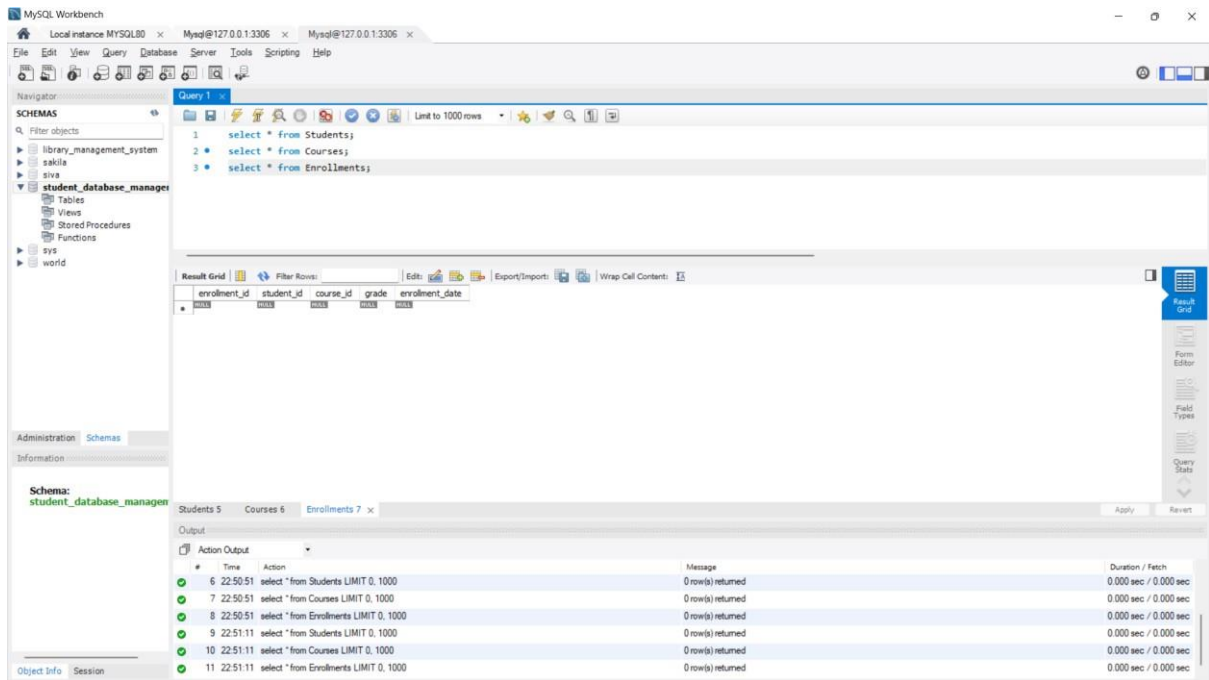 MySQL Workbench
Local instance MYSQL80 Mysql@127.0.0.1:3306 Mysql@127.0.0.1:3306
File Edit View Query Database Server Tools Scripting Help
Navigator
Query 1
SCHEMAS
Limit to 1000 rows
Filter objects
1 select * from Students;
2 select * from Courses;
3 select * from Enrollments;
library_management_system
sakila
siva
student_database_manager
Tables
Views
Stored Procedures
Functions
sys
world
Result Grid Filter Rows: Edit: Export/Import: Wrap Cell Content:
enrollment_id student_id course_id grade enrollment_date
NULL NULL NULL NULL NULL
Result Grid
Form Editor
Field Types
Query Stats
Administration Schemas
Information
Schema:
student_database_managem
Students 5 Courses 6 Enrollments 7 Apply Revert
Output
Action Output
# Time Action Message Duration / Fetch
6 22:50:51 select * from Students LIMIT 0, 1000 0 row(s) returned 0.000 sec / 0.000 sec
7 22:50:51 select * from Courses LIMIT 0, 1000 0 row(s) returned 0.000 sec / 0.000 sec
8 22:50:51 select * from Enrollments LIMIT 0, 1000 0 row(s) returned 0.000 sec / 0.000 sec
9 22:51:11 select * from Students LIMIT 0, 1000 0 row(s) returned 0.000 sec / 0.000 sec
10 22:51:11 select * from Courses LIMIT 0, 1000 0 row(s) returned 0.000 sec / 0.000 sec
11 22:51:11 select * from Enrollments LIMIT 0, 1000 0 row(s) returned 0.000 sec / 0.000 sec
Object Info Session